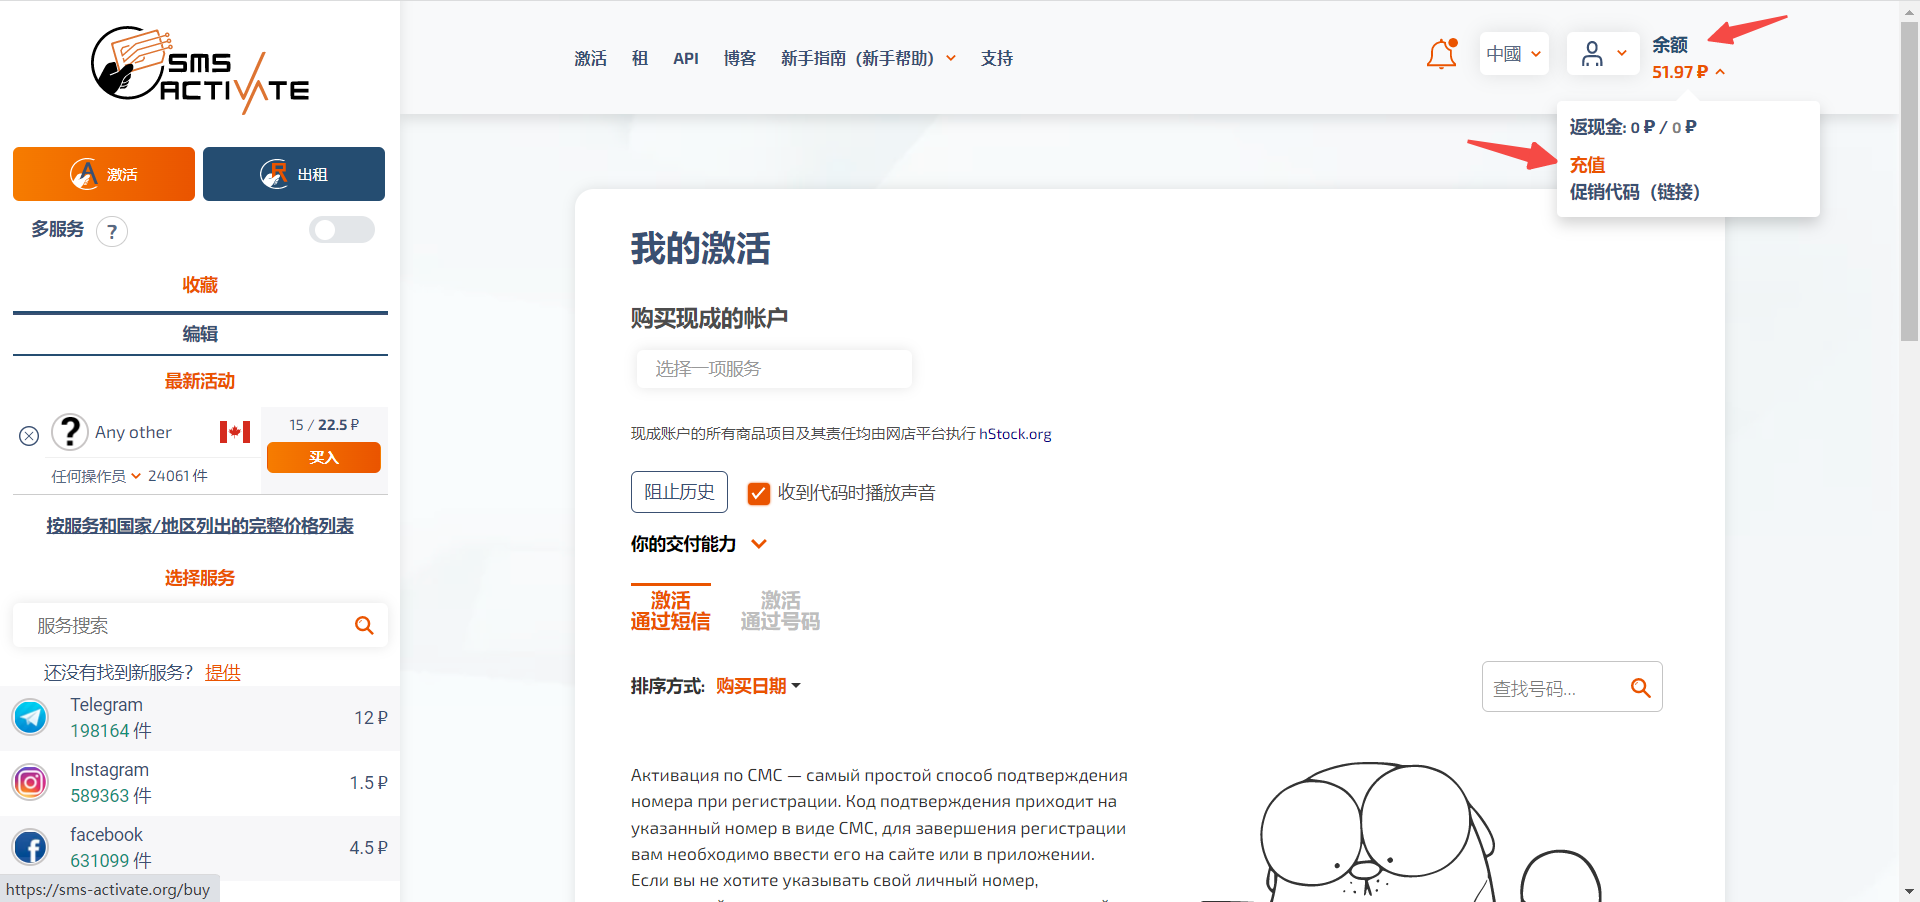 SMS
ACTIVATE
激活
租
API
博客
新手指南（新手帮助）
支持
中國
余额
51.97 ₽
返现金: 0 ₽ / 0 ₽
充值
促销代码（链接）
A 激活
R 出租
多服务 ?
收藏
编辑
最新活动
? Any other
15 / 22.5 ₽
买入
任何操作员 24061 件
按服务和国家/地区列出的完整价格列表
选择服务
服务搜索
还没有找到新服务? 提供
Telegram
198164 件
12 ₽
Instagram
589363 件
1.5 ₽
facebook
631099 件
4.5 ₽
https://sms-activate.org/buy
我的激活
购买现成的帐户
选择一项服务
现成账户的所有商品项目及其责任均由网店平台执行 hStock.org
阻止历史
收到代码时播放声音
你的交付能力
激活
通过短信
激活
通过号码
排序方式: 购买日期
查找号码...
Активация по СМС — самый простой способ подтверждения
номера при регистрации. Код подтверждения приходит на
указанный номер в виде СМС, для завершения регистрации
вам необходимо ввести его на сайте или в приложении.
Если вы не хотите указывать свой личный номер,